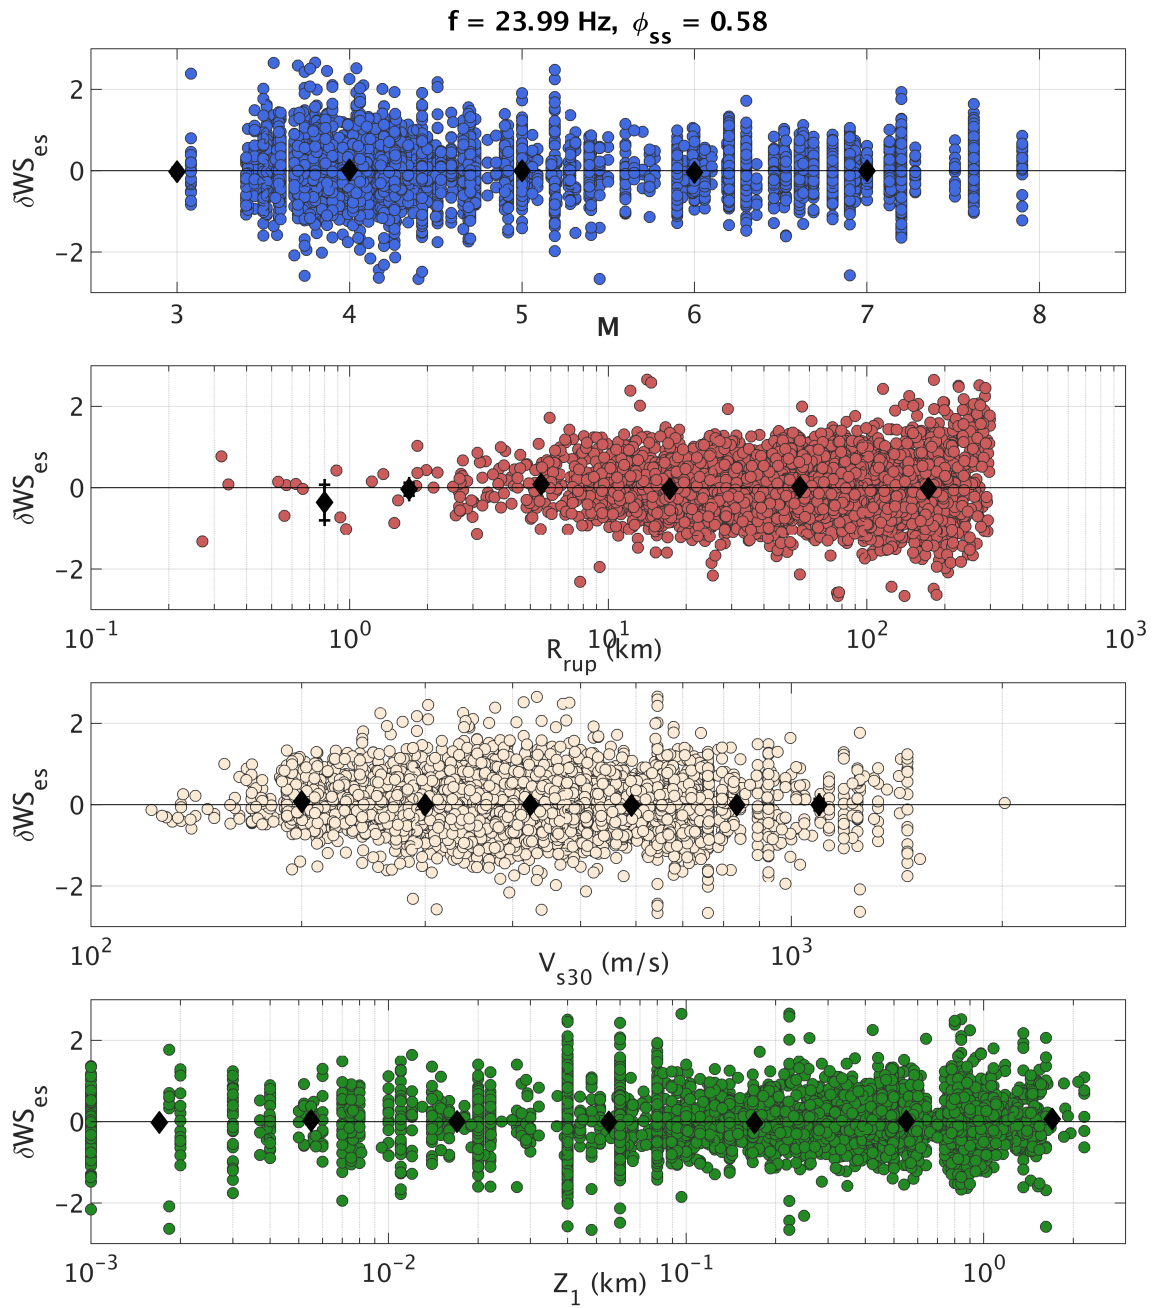 f = 23.99 Hz, ϕss = 0.58
2
0
−2
δWSes
3 4 5 6 7 8
M
2
0
−2
δWSes
10−1 100 101 102 103
Rrup (km)
2
0
−2
δWSes
102 103
Vs30 (m/s)
2
0
−2
δWSes
10−3 10−2 10−1 100
Z1 (km)